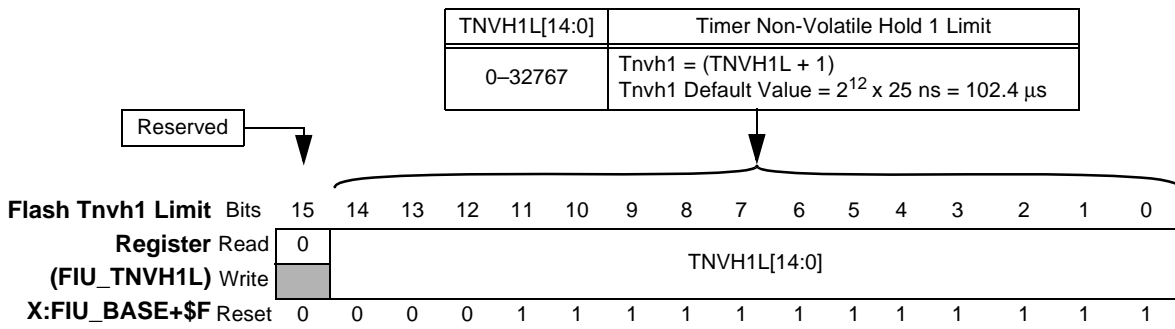 TNVH1L[14:0] Timer Non-Volatile Hold 1 Limit
0–32767
Tnvh1 = (TNVH1L + 1)
Tnvh1 Default Value = 2¹² x 25 ns = 102.4 μs
Reserved
Flash Tnvh1 Limit Bits 15 14 13 12 11 10 9 8 7 6 5 4 3 2 1 0
Register Read 0
TNVH1L[14:0]
(FIU_TNVH1L) Write
X:FIU_BASE+$F Reset 0 0 0 0 1 1 1 1 1 1 1 1 1 1 1 1